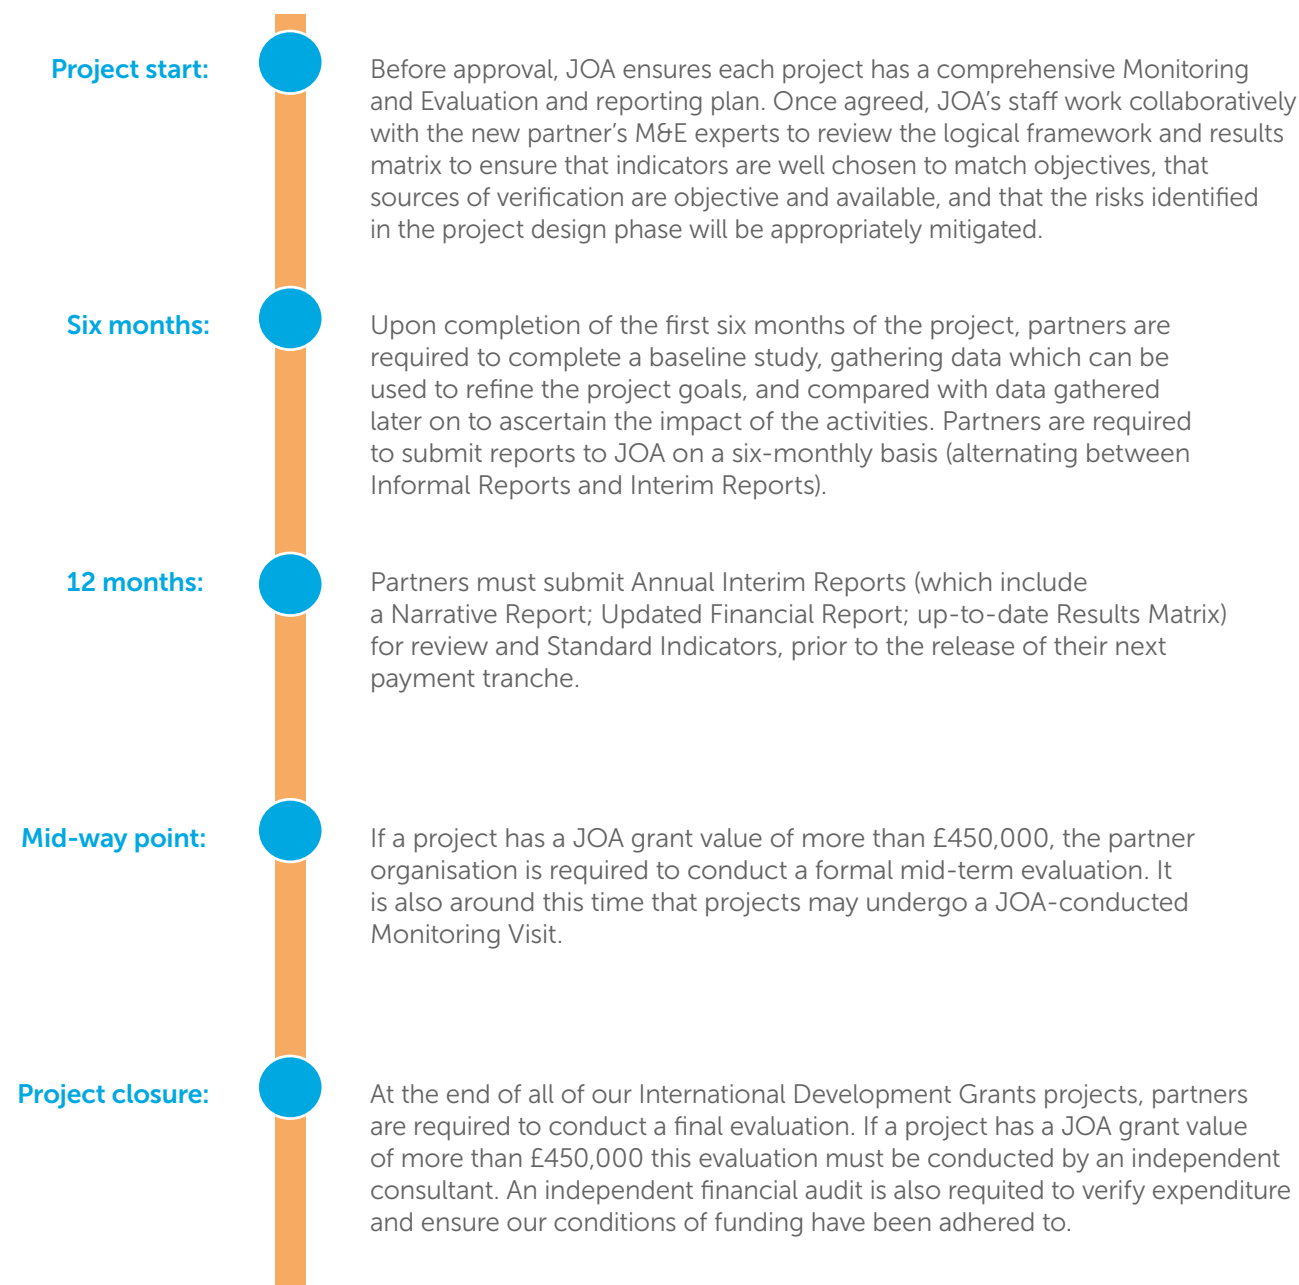 Project start:
Before approval, JOA ensures each project has a comprehensive Monitoring
and Evaluation and reporting plan. Once agreed, JOA’s staff work collaboratively
with the new partner’s M&E experts to review the logical framework and results
matrix to ensure that indicators are well chosen to match objectives, that
sources of verification are objective and available, and that the risks identified
in the project design phase will be appropriately mitigated.
Six months:
Upon completion of the first six months of the project, partners are
required to complete a baseline study, gathering data which can be
used to refine the project goals, and compared with data gathered
later on to ascertain the impact of the activities. Partners are required
to submit reports to JOA on a six-monthly basis (alternating between
Informal Reports and Interim Reports).
12 months:
Partners must submit Annual Interim Reports (which include
a Narrative Report; Updated Financial Report; up-to-date Results Matrix)
for review and Standard Indicators, prior to the release of their next
payment tranche.
Mid-way point:
If a project has a JOA grant value of more than £450,000, the partner
organisation is required to conduct a formal mid-term evaluation. It
is also around this time that projects may undergo a JOA-conducted
Monitoring Visit.
Project closure:
At the end of all of our International Development Grants projects, partners
are required to conduct a final evaluation. If a project has a JOA grant value
of more than £450,000 this evaluation must be conducted by an independent
consultant. An independent financial audit is also requited to verify expenditure
and ensure our conditions of funding have been adhered to.